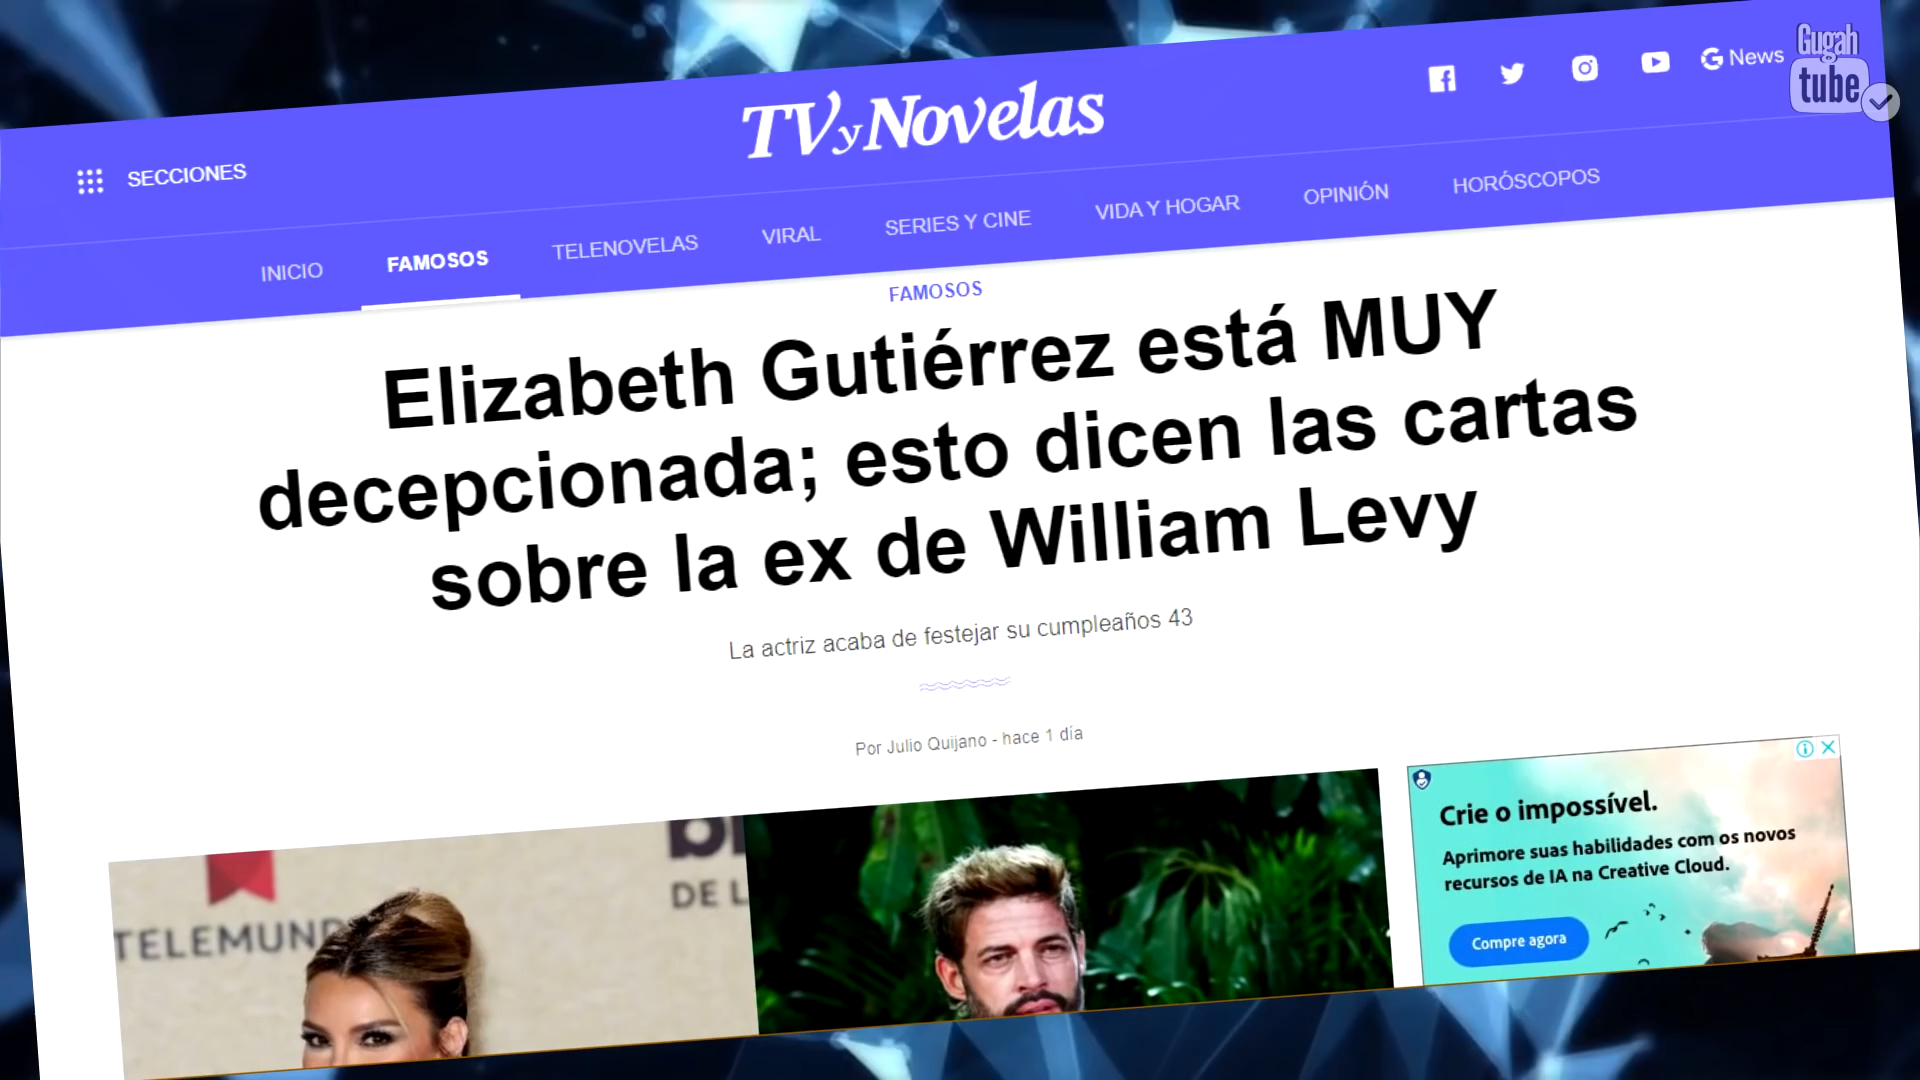 Gugah
tube
News
TVyNovelas
SECCIONES
INICIO
FAMOSOS
TELENOVELAS
VIRAL
SERIES Y CINE
VIDA Y HOGAR
OPINIÓN
HORÓSCOPOS
FAMOSOS
Elizabeth Gutiérrez está MUY
decepcionada; esto dicen las cartas
sobre la ex de William Levy
La actriz acaba de festejar su cumpleaños 43
Por Julio Quijano - hace 1 día
TELEMUND
DE L
Crie o impossível.
Aprimore suas habilidades com os novos
recursos de IA na Creative Cloud.
Compre agora